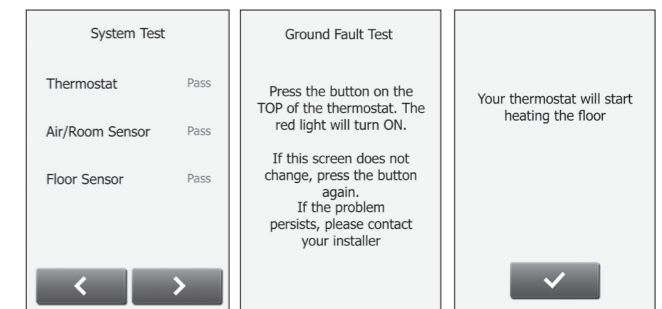 System Test
Thermostat Pass
Air/Room Sensor Pass
Floor Sensor Pass
Ground Fault Test
Press the button on the
TOP of the thermostat. The
red light will turn ON.
If this screen does not
change, press the button
again.
If the problem
persists, please contact
your installer
Your thermostat will start
heating the floor